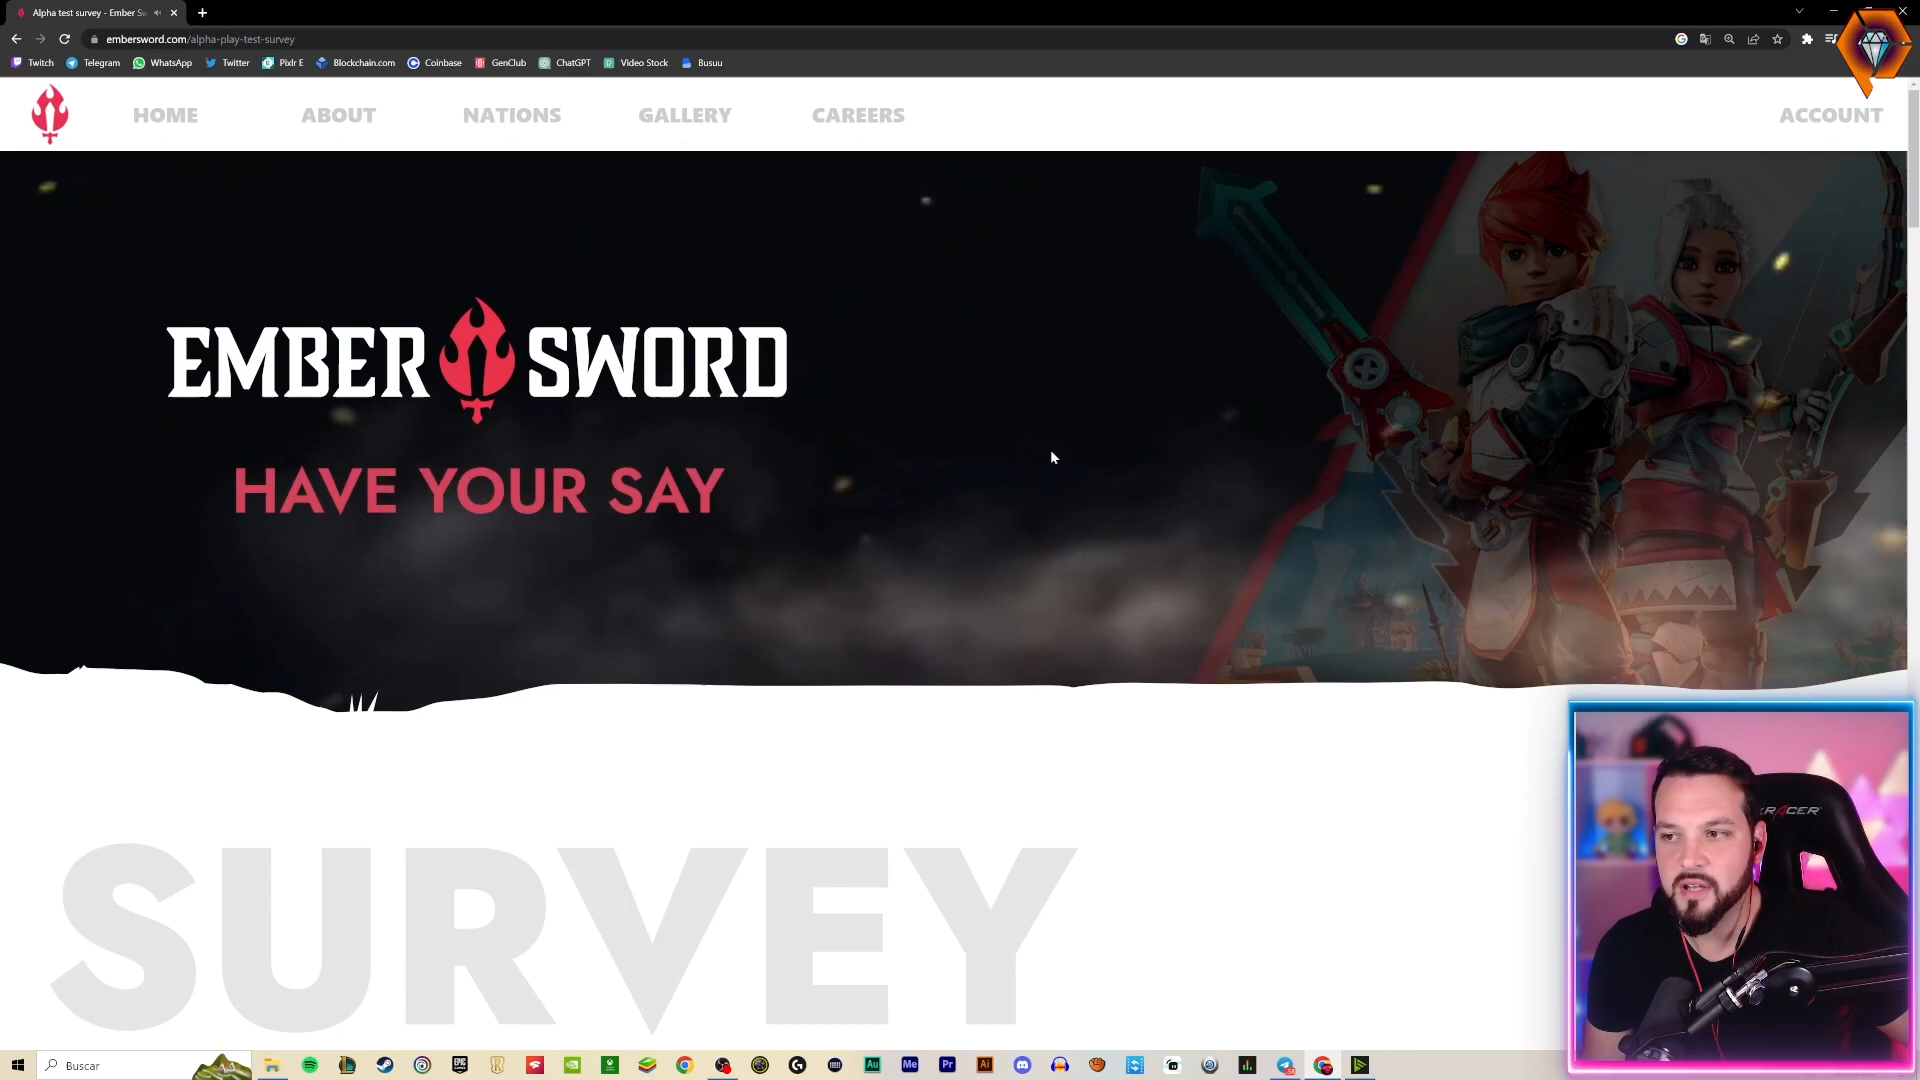 Alpha test survey - Ember Sw
embersword.com/alpha-play-test-survey
Twitch Telegram WhatsApp Twitter Pixlr E Blockchain.com Coinbase GenClub ChatGPT Video Stock Busuu
HOME ABOUT NATIONS GALLERY CAREERS ACCOUNT
EMBER SWORD
HAVE YOUR SAY
SURVEY
Buscar